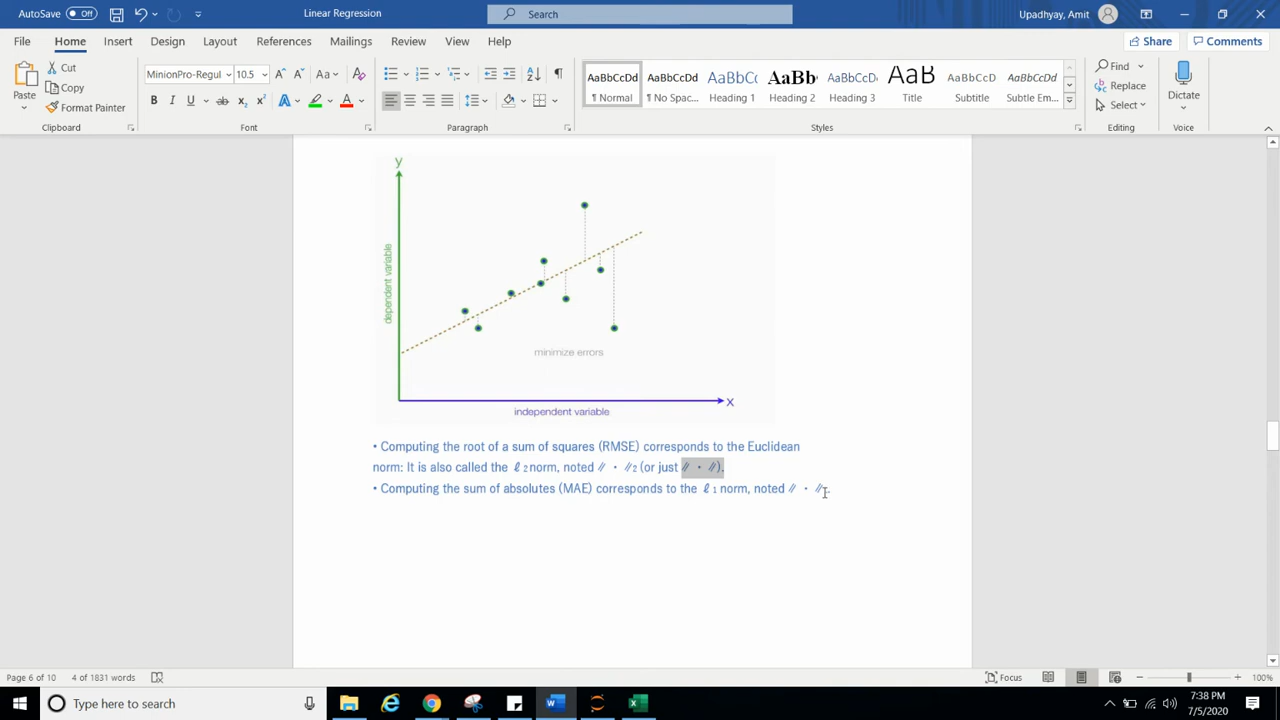 AutoSave Off Linear Regression Search Upadhyay, Amit
File Home Insert Design Layout References Mailings Review View Help Share Comments
Paste Cut Copy Format Painter
MinionPro-Regul 10.5
AaBbCcDd AaBbCcDd AaBbCc AaBb AaBbCcD AaB AaBbCcD AaBbCcDd
¶ Normal ¶ No Spac... Heading 1 Heading 2 Heading 3 Title Subtitle Subtle Em...
Find Replace Select Dictate
Clipboard Font Paragraph Styles Editing Voice
y
dependent variable
minimize errors
x
independent variable
• Computing the root of a sum of squares (RMSE) corresponds to the Euclidean
norm: It is also called the ℓ 2 norm, noted ∥ · ∥2 (or just ∥ · ∥).
• Computing the sum of absolutes (MAE) corresponds to the ℓ 1 norm, noted ∥ · ∥
Page 6 of 10 4 of 1831 words Focus 100%
Type here to search 7:38 PM
7/5/2020